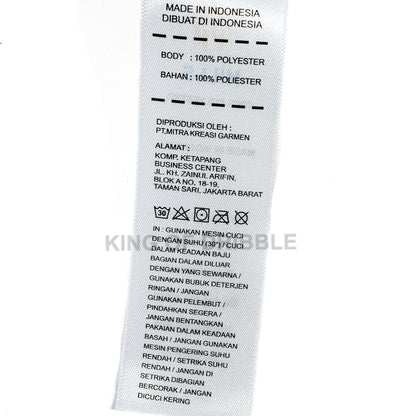 MADE IN INDONESIA
DIBUAT DI INDONESIA
BODY : 100% POLYESTER
BAHAN : 100% POLIESTER
DIPRODUKSI OLEH :
PT.MITRA KREASI GARMEN
ALAMAT :
KOMP. KETAPANG
BUSINESS CENTER
JL. KH. ZAINUL ARIFIN,
BLOK A NO, 18-19,
TAMAN SARI, JAKARTA BARAT
30
IN : GUNAKAN MESIN CUCI
KING OF DRIBBLE
DENGAN SUHU (30°) / CUCI
DALAM KEADAAN BAJU
BAGIAN DALAM DILUAR
DENGAN YANG SEWARNA /
GUNAKAN BUBUK DETERJEN
RINGAN / JANGAN
GUNAKAN PELEMBUT /
PINDAHKAN SEGERA /
JANGAN BENTANGKAN
PAKAIAN DALAM KEADAAN
BASAH / JANGAN GUNAKAN
MESIN PENGERING SUHU
RENDAH / SETRIKA SUHU
RENDAH / JANGAN DI
SETRIKA DIBAGIAN
BERCORAK / JANGAN
DICUCI KERING